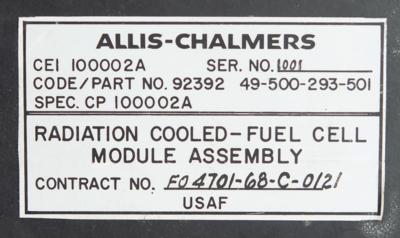 ALLIS-CHALMERS
CEI 100002A SER. NO. 1001
CODE/PART NO. 92392 49-500-293-501
SPEC. CP 100002A
RADIATION COOLED-FUEL CELL
MODULE ASSEMBLY
CONTRACT NO. FO4701-68-C-0121
USAF